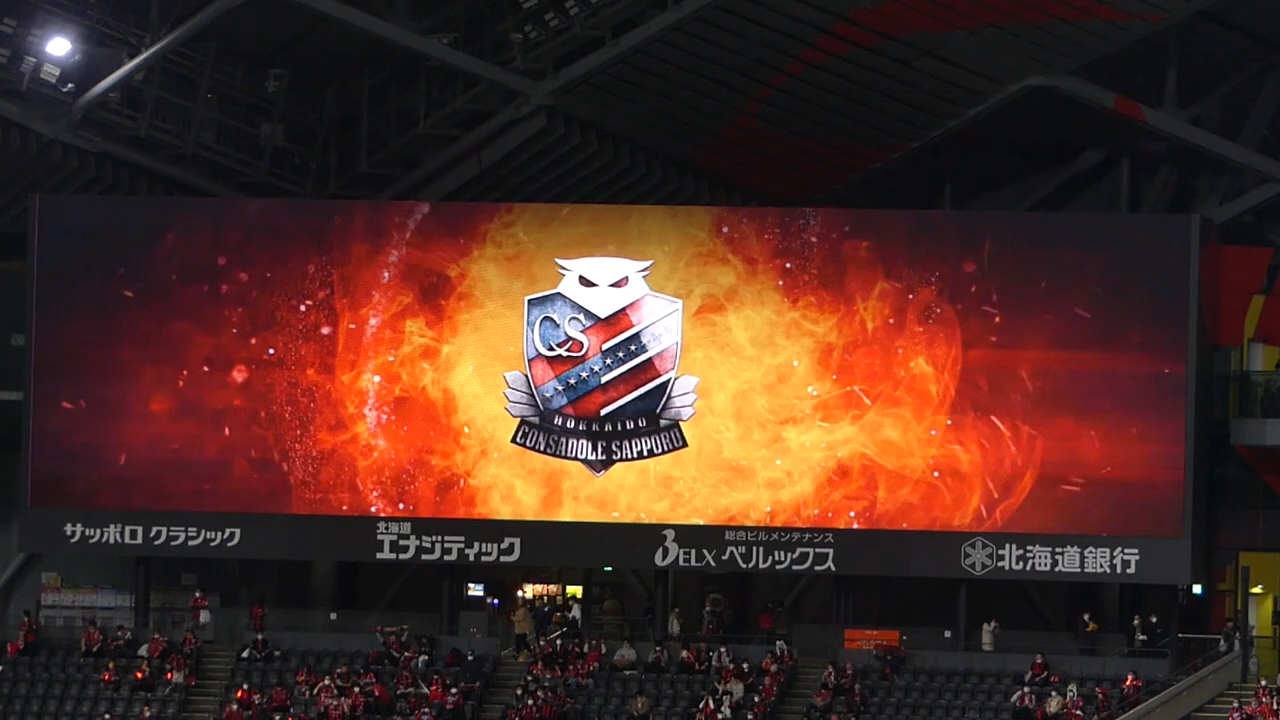 CS
HOKKAIDO
CONSADOLE SAPPORO
サッポロ クラシック
北海道
エナジティック
BELX ベルックス
総合ビルメンテナンス
北海道銀行